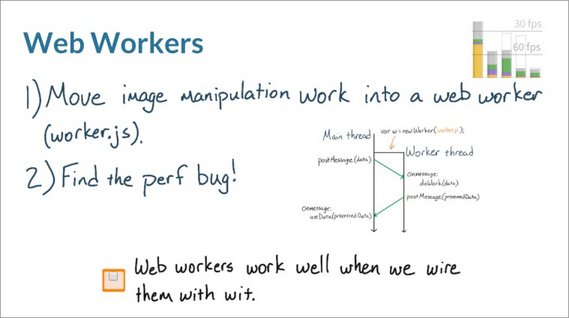 Web Workers
30 fps
60 fps
1) Move image manipulation work into a web worker
(worker.js).
2) Find the perf bug!
Main thread
var w = new Worker('worker.js');
Worker thread
postMessage(data)
Onmessage:
doWork(data)
postMessage(processedData)
Onmessage:
useData(processedData)
Web workers work well when we wire
them with wit.